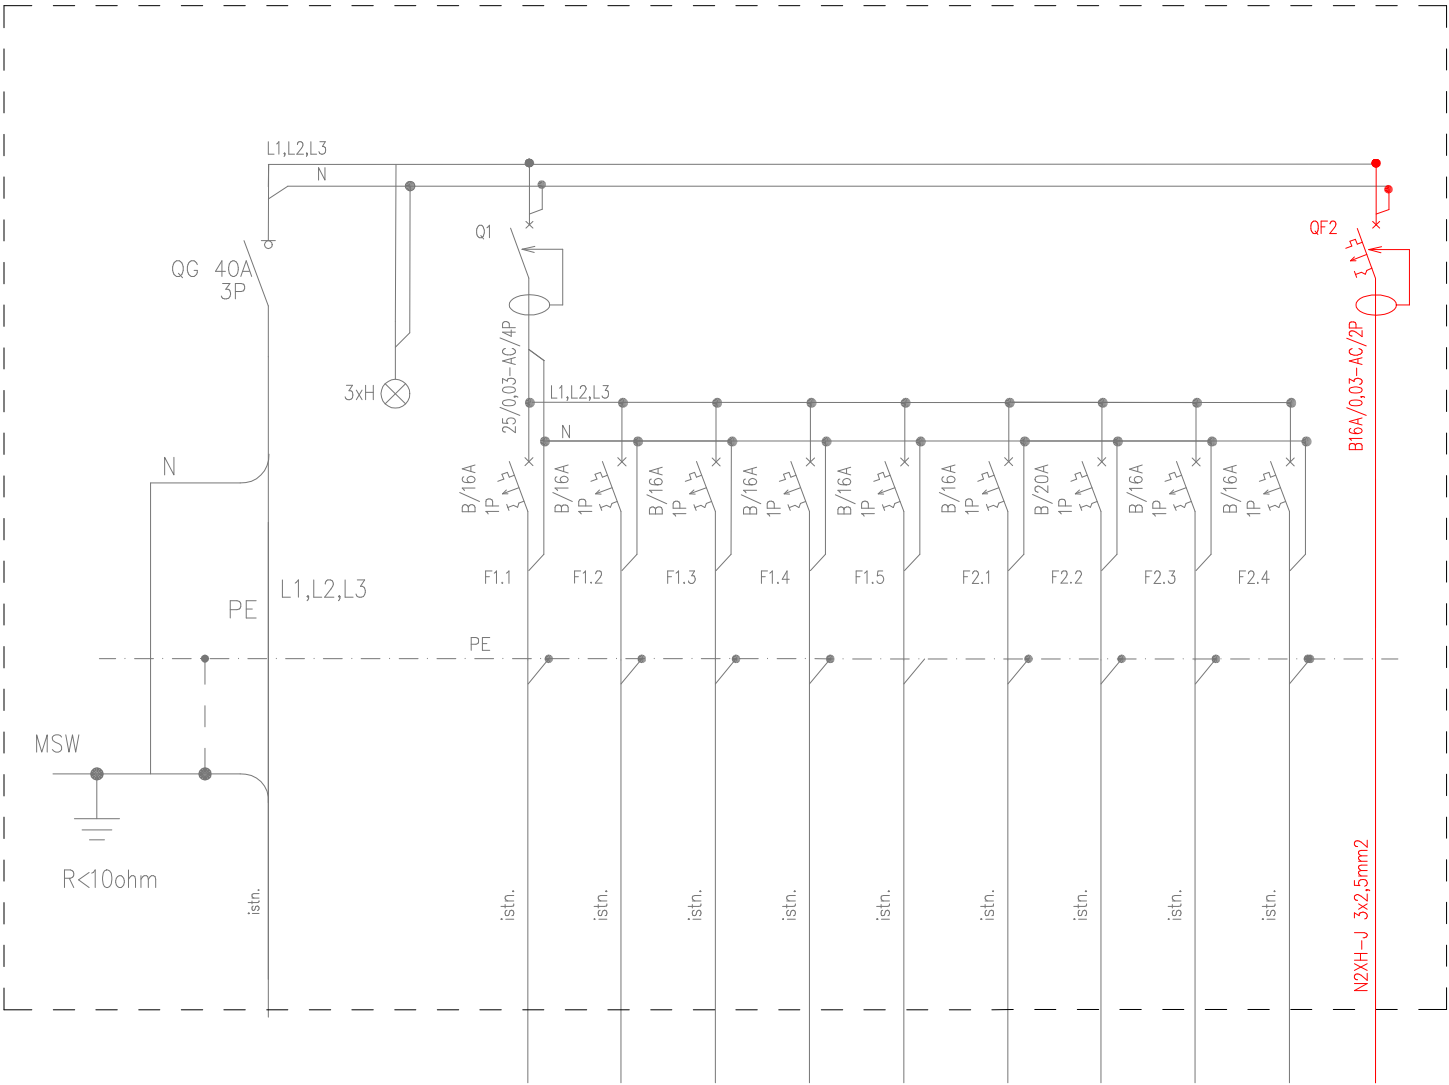 L1,L2,L3
N
Q1
QF2
QG 40A
3P
25/0,03-AC/4P
B16A/0,03-AC/2P
3xH
L1,L2,L3
N
N
B/16A
1P
B/16A
1P
B/16A
1P
B/16A
1P
B/16A
1P
B/16A
1P
B/20A
1P
B/16A
1P
B/16A
1P
F1.1
F1.2
F1.3
F1.4
F1.5
F2.1
F2.2
F2.3
F2.4
L1,L2,L3
PE
PE
MSW
R<10ohm
istn.
istn.
istn.
istn.
istn.
istn.
istn.
istn.
istn.
istn.
N2XH-J 3x2,5mm2